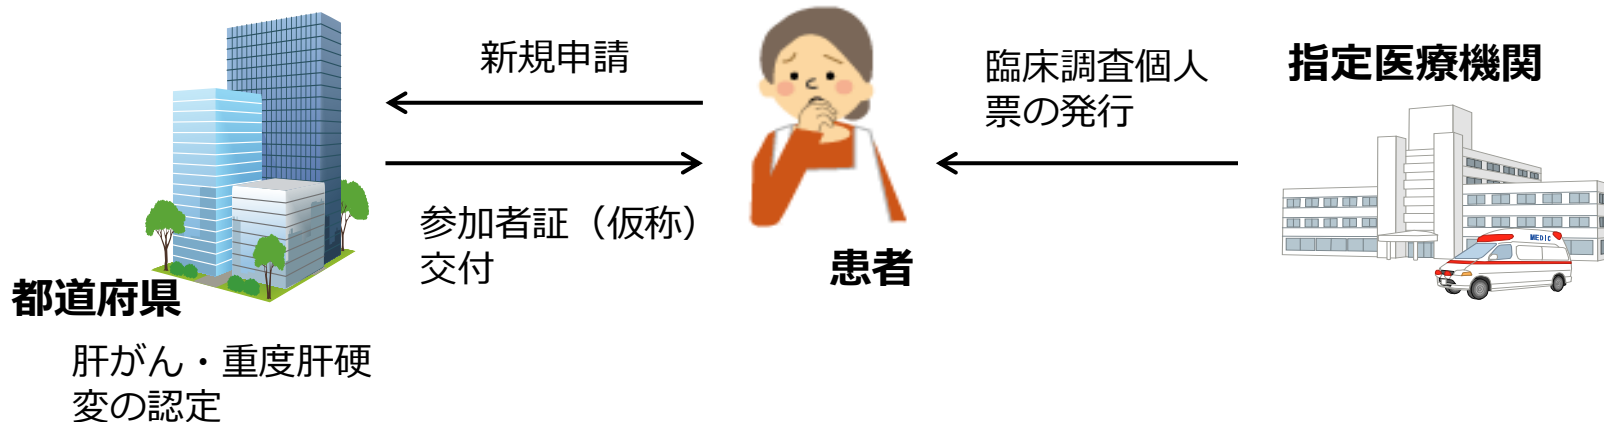 新規申請
臨床調査個人
票の発行
指定医療機関
参加者証（仮称）
交付
患者
MEDIC
都道府県
肝がん・重度肝硬
変の認定